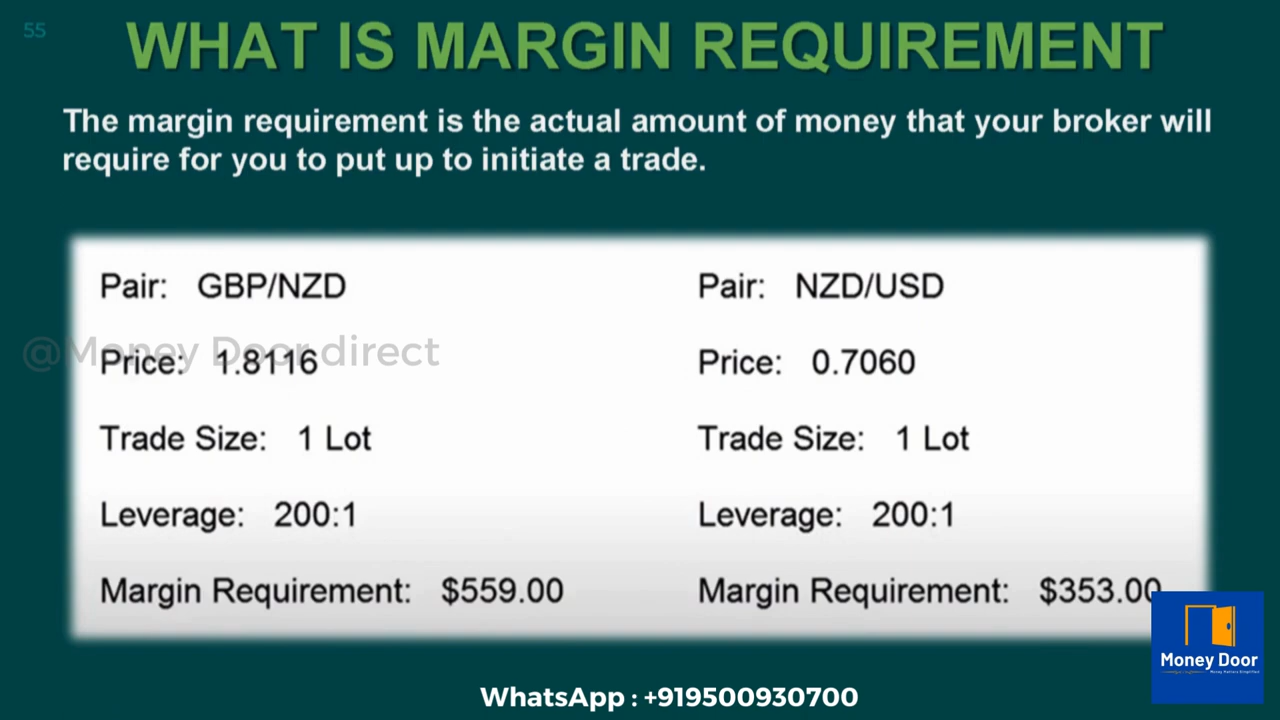 55
WHAT IS MARGIN REQUIREMENT
The margin requirement is the actual amount of money that your broker will
require for you to put up to initiate a trade.
Pair: GBP/NZD
Price: 1.8116
Trade Size: 1 Lot
Leverage: 200:1
Margin Requirement: $559.00
Pair: NZD/USD
Price: 0.7060
Trade Size: 1 Lot
Leverage: 200:1
Margin Requirement: $353.00
@Money Door direct
Money Door
WhatsApp : +919500930700